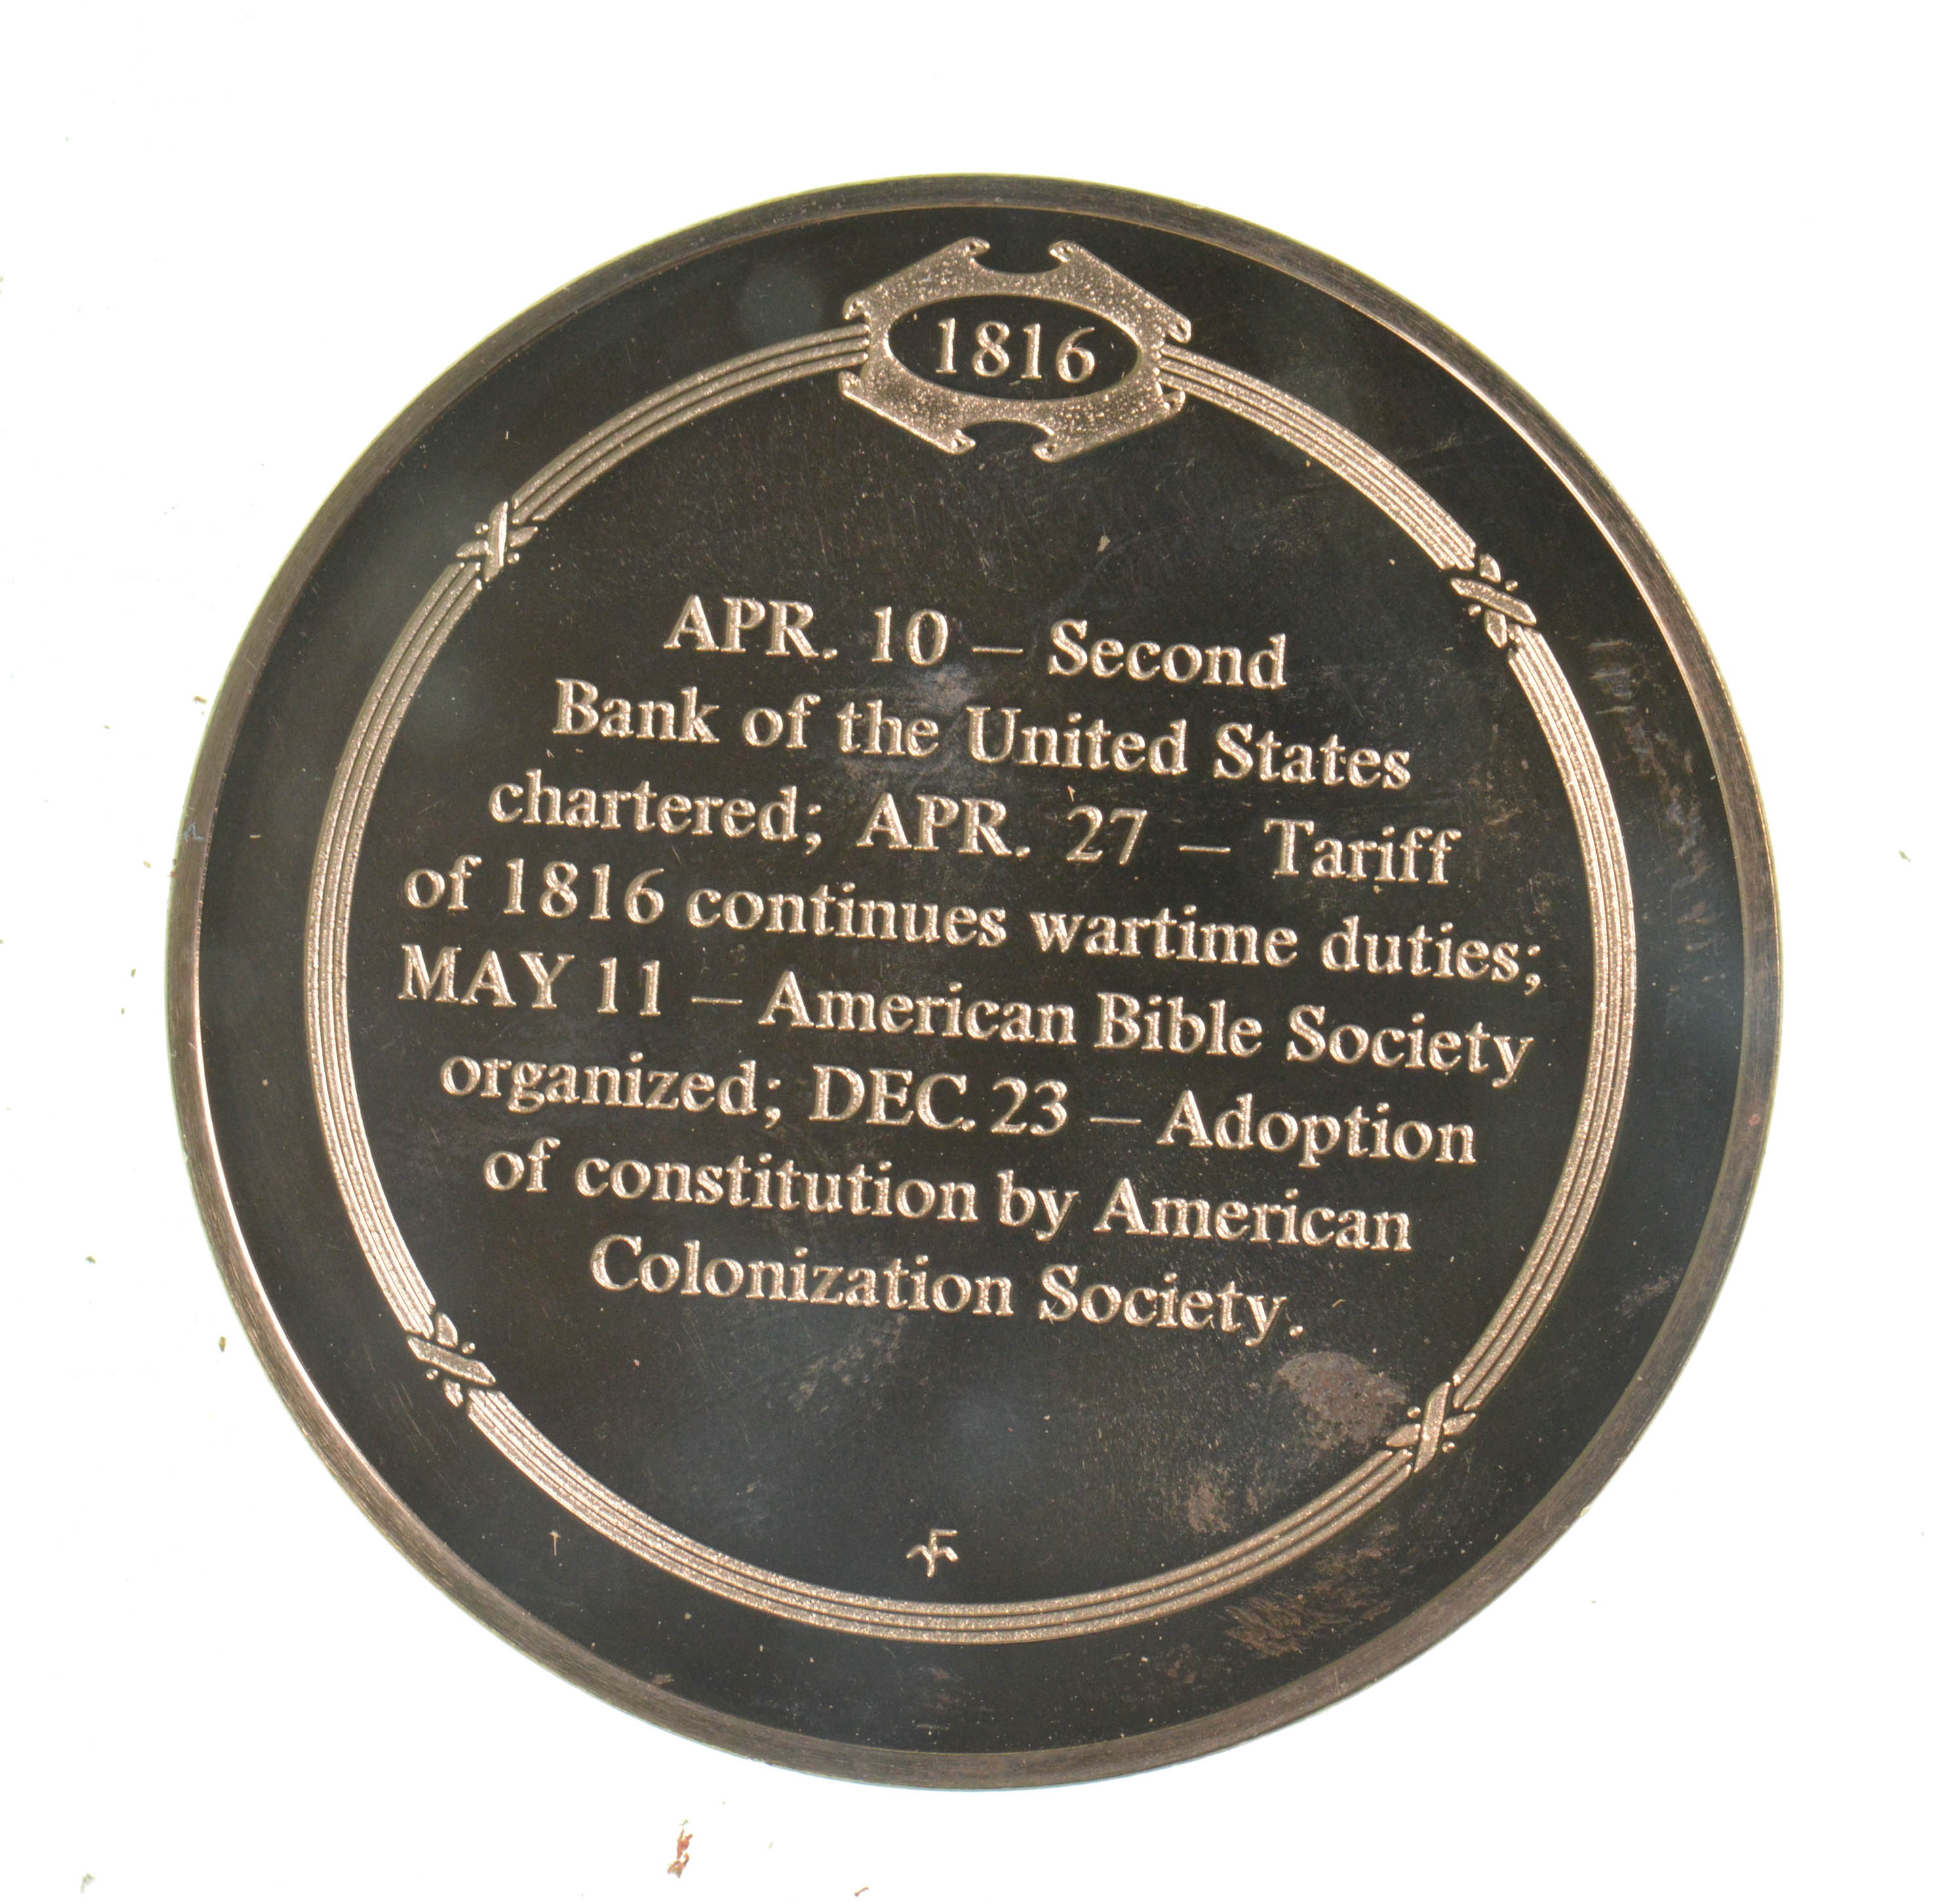 1816
APR. 10 – Second
Bank of the United States
chartered; APR. 27 – Tariff
of 1816 continues wartime duties;
MAY 11 – American Bible Society
organized; DEC. 23 – Adoption
of constitution by American
Colonization Society.